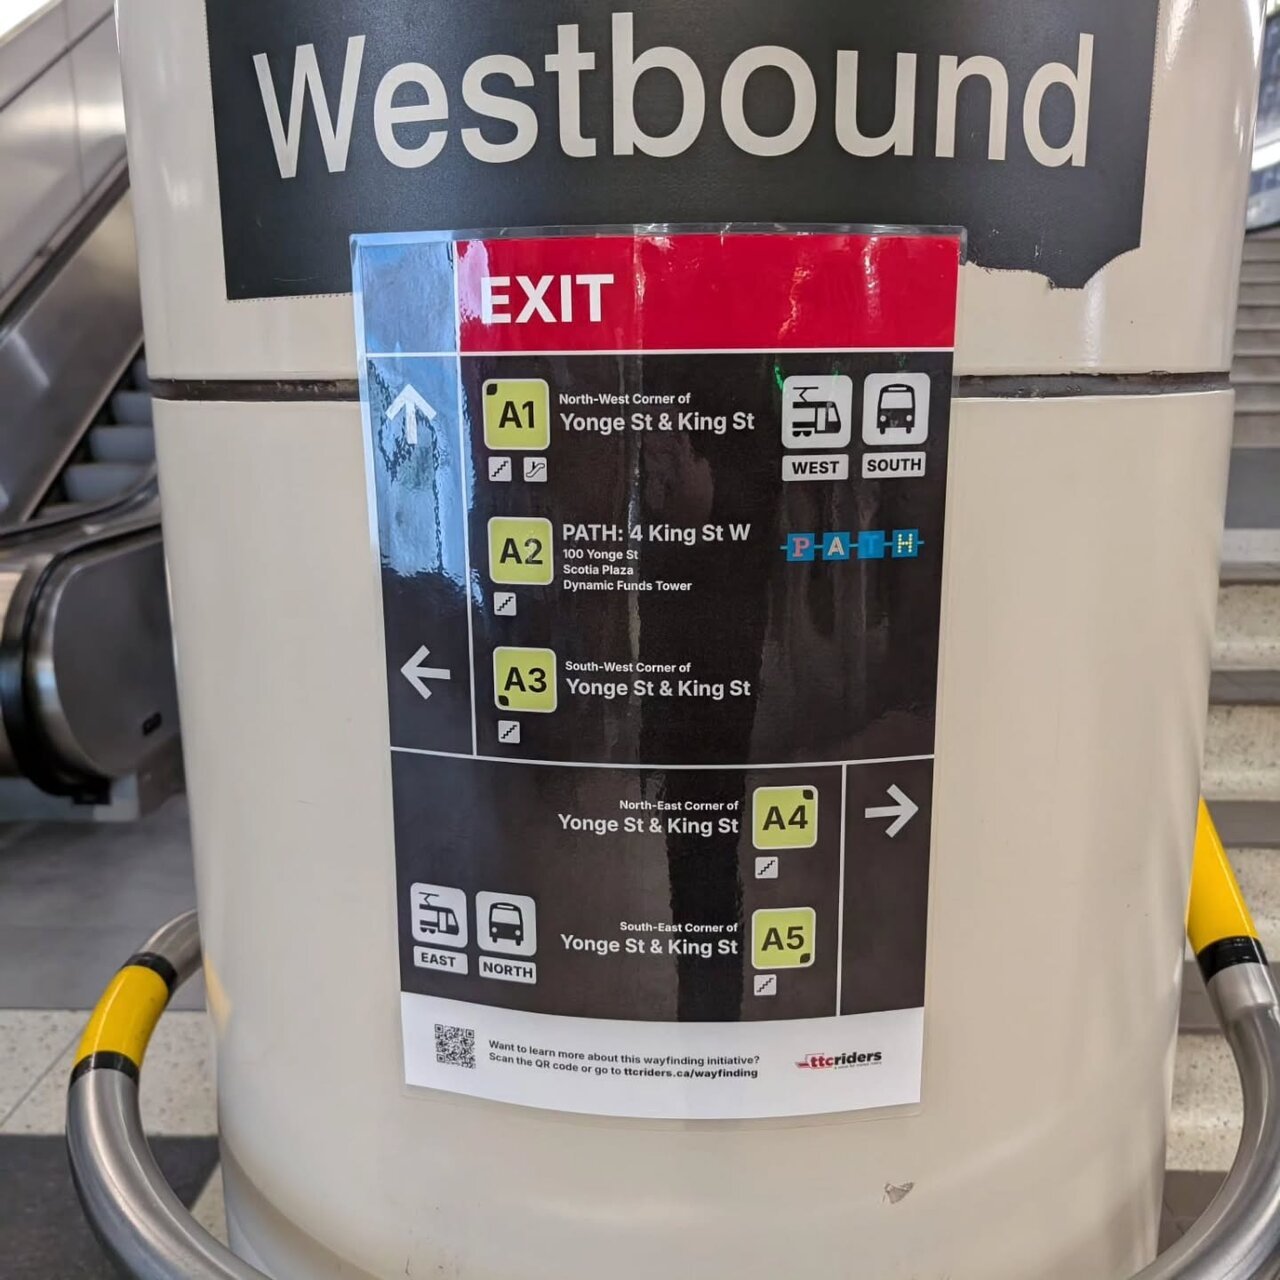 Westbound
EXIT
A1
North-West Corner of
Yonge St & King St
WEST
SOUTH
A2
PATH: 4 King St W
100 Yonge St
Scotia Plaza
Dynamic Funds Tower
PATH
A3
South-West Corner of
Yonge St & King St
North-East Corner of
Yonge St & King St
A4
EAST
NORTH
South-East Corner of
Yonge St & King St
A5
Want to learn more about this wayfinding initiative?
Scan the QR code or go to ttcriders.ca/wayfinding
ttcriders